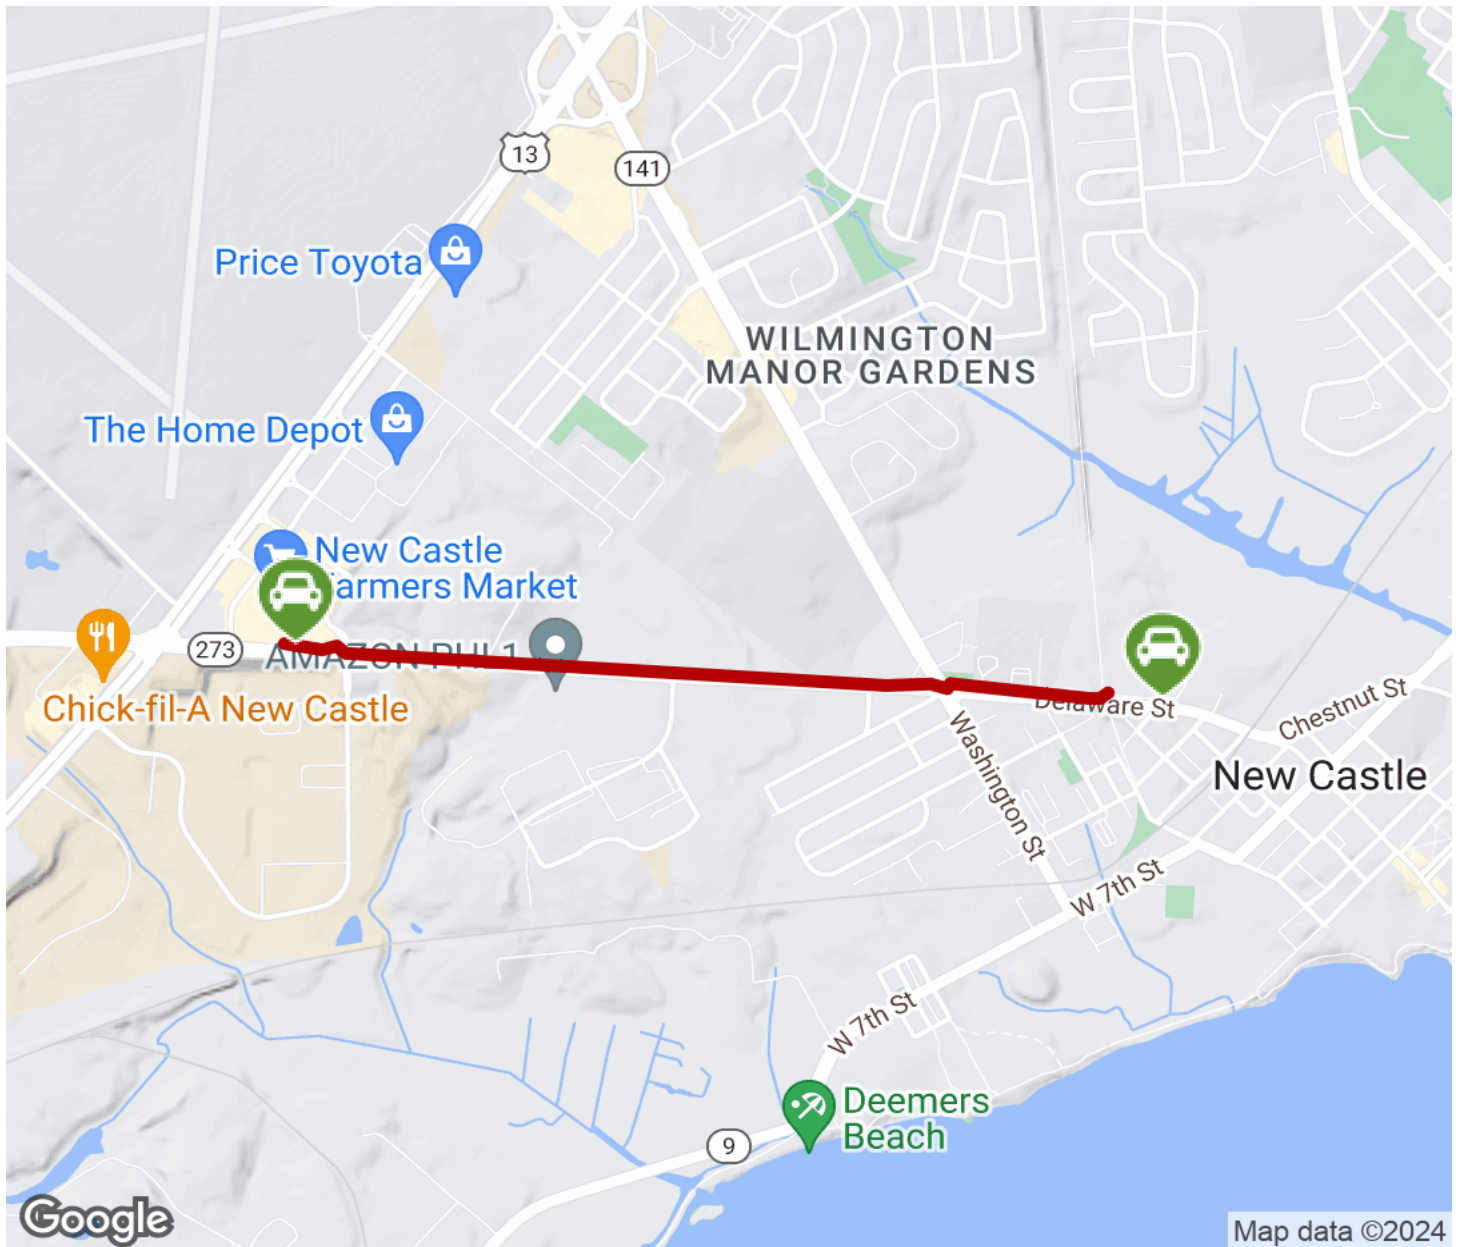 13
141
Price Toyota
WILMINGTON
MANOR GARDENS
The Home Depot
New Castle
Farmers Market
273
AMAZON PHL1
Chick-fil-A New Castle
Delaware St
Chestnut St
Washington St
New Castle
W 7th St
W 7th St
Deemers
Beach
9
Google
Map data ©2024